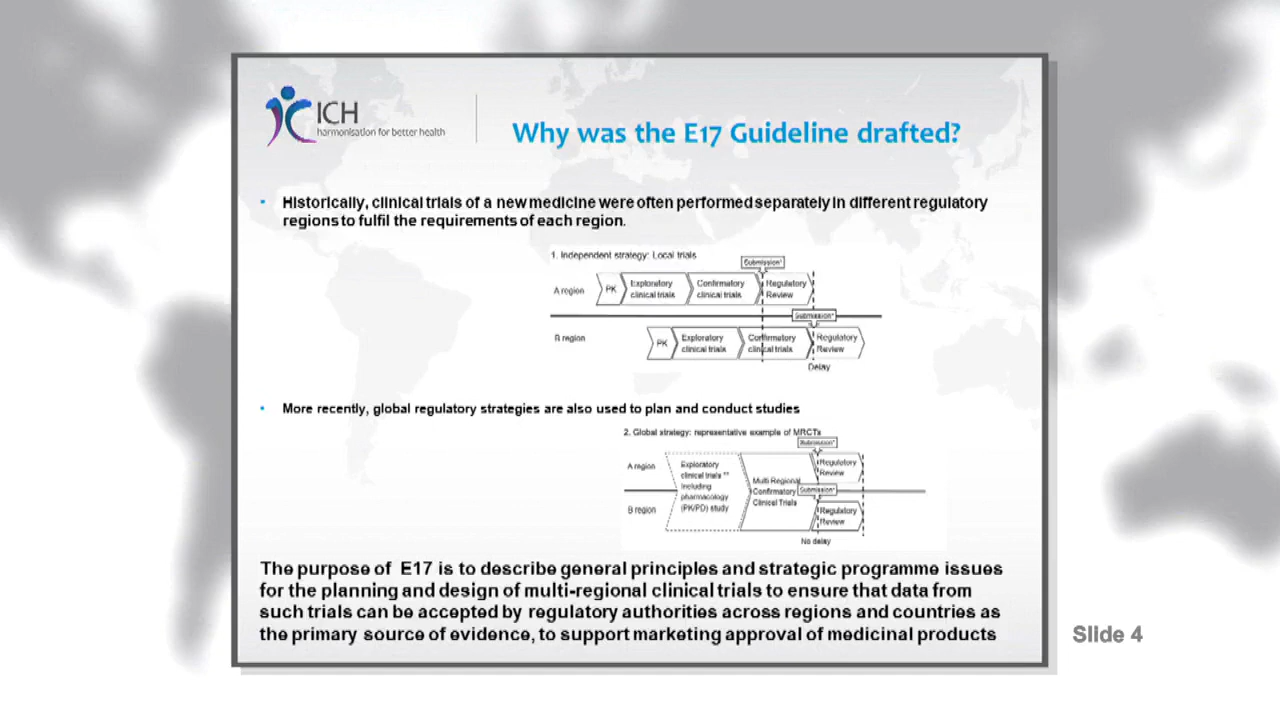 ICH
harmonisation for better health
Why was the E17 Guideline drafted?
• Historically, clinical trials of a new medicine were often performed separately in different regulatory
regions to fulfil the requirements of each region.
1. Independent strategy: Local trials
Submission*
A region
PK
Exploratory
clinical trials
Confirmatory
clinical trials
Regulatory
Review
Submission*
B region
PK
Exploratory
clinical trials
Confirmatory
clinical trials
Regulatory
Review
Delay
• More recently, global regulatory strategies are also used to plan and conduct studies
2. Global strategy: representative example of MRCTs
Submission*
A region
Exploratory
clinical trials **
Including
pharmacology
(PK/PD) study
Multi Regional
Confirmatory
Clinical Trials
Regulatory
Review
Submission*
B region
Regulatory
Review
No delay
The purpose of E17 is to describe general principles and strategic programme issues
for the planning and design of multi-regional clinical trials to ensure that data from
such trials can be accepted by regulatory authorities across regions and countries as
the primary source of evidence, to support marketing approval of medicinal products
Slide 4